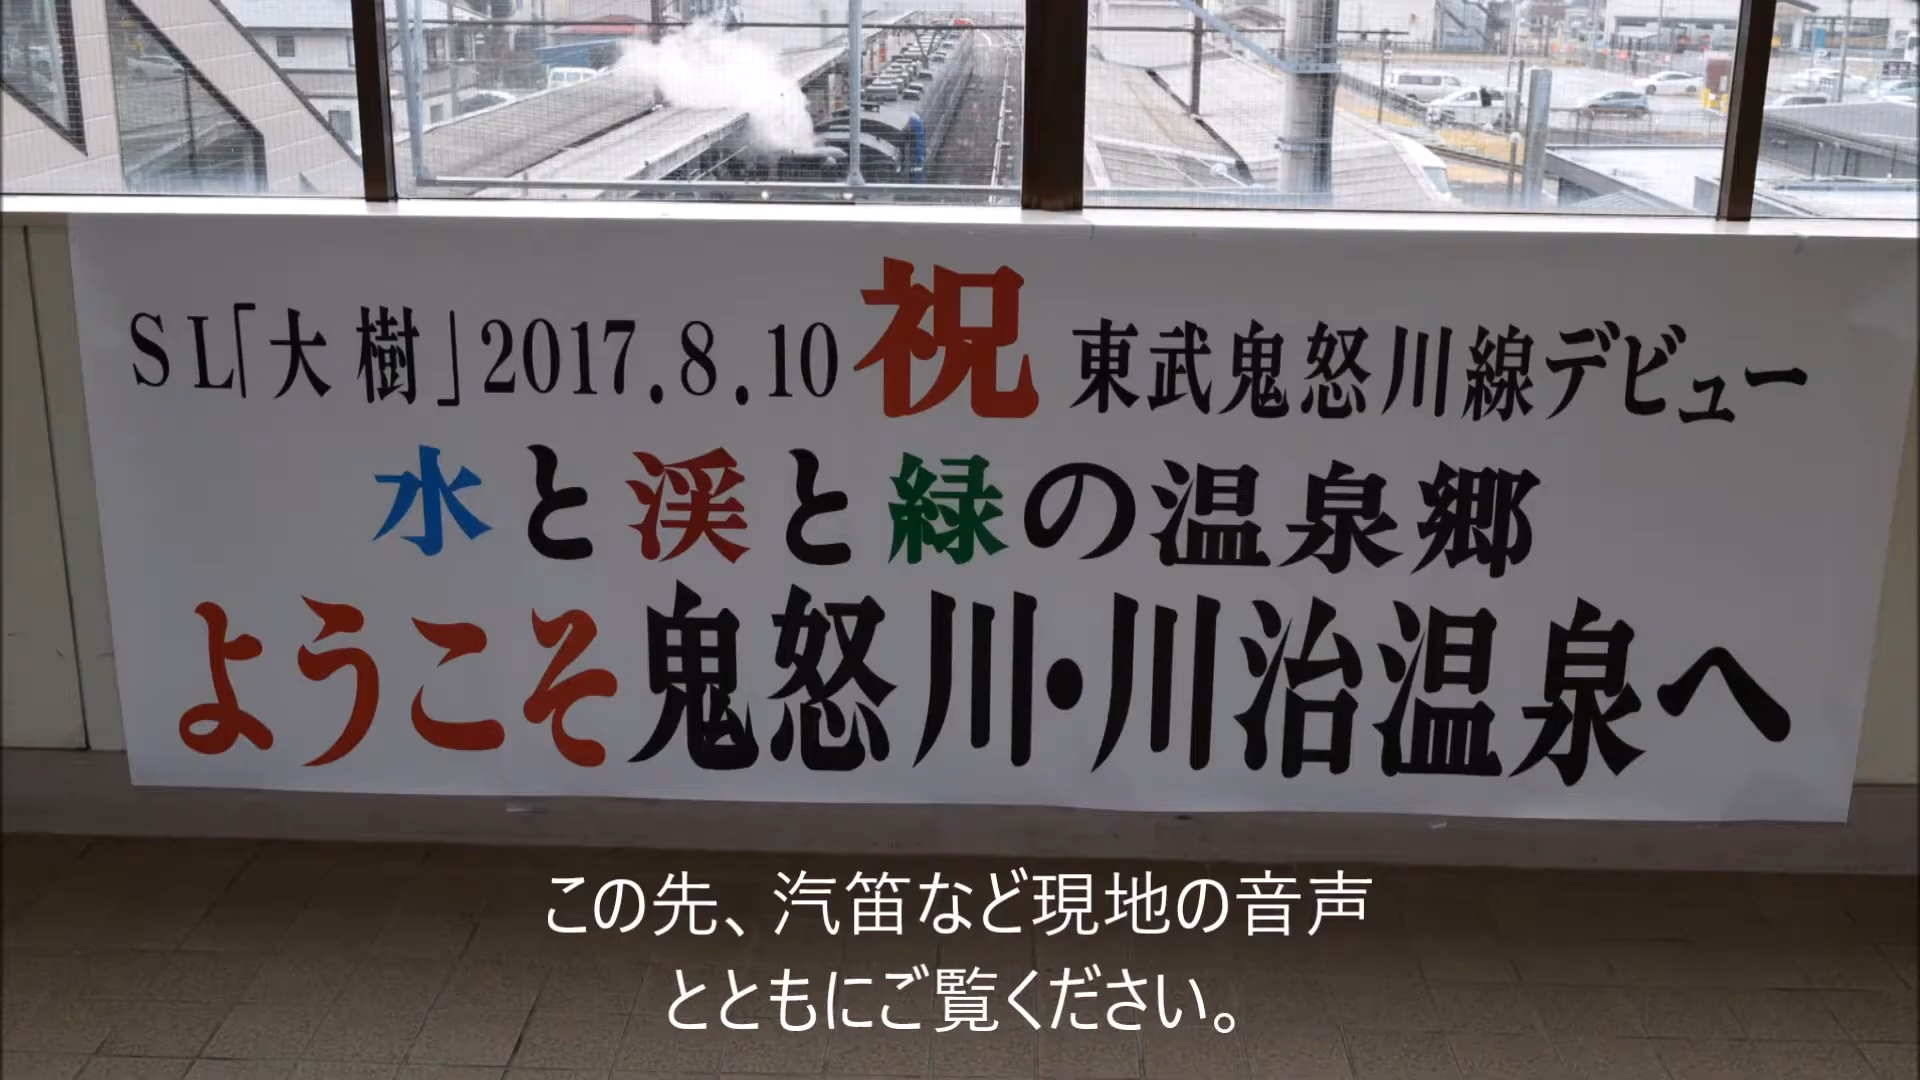 SL「大樹」2017.8.10 祝 東武鬼怒川線デビュー
水と渓と緑の温泉郷
ようこそ鬼怒川・川治温泉へ
この先、汽笛など現地の音声
とともにご覧ください。